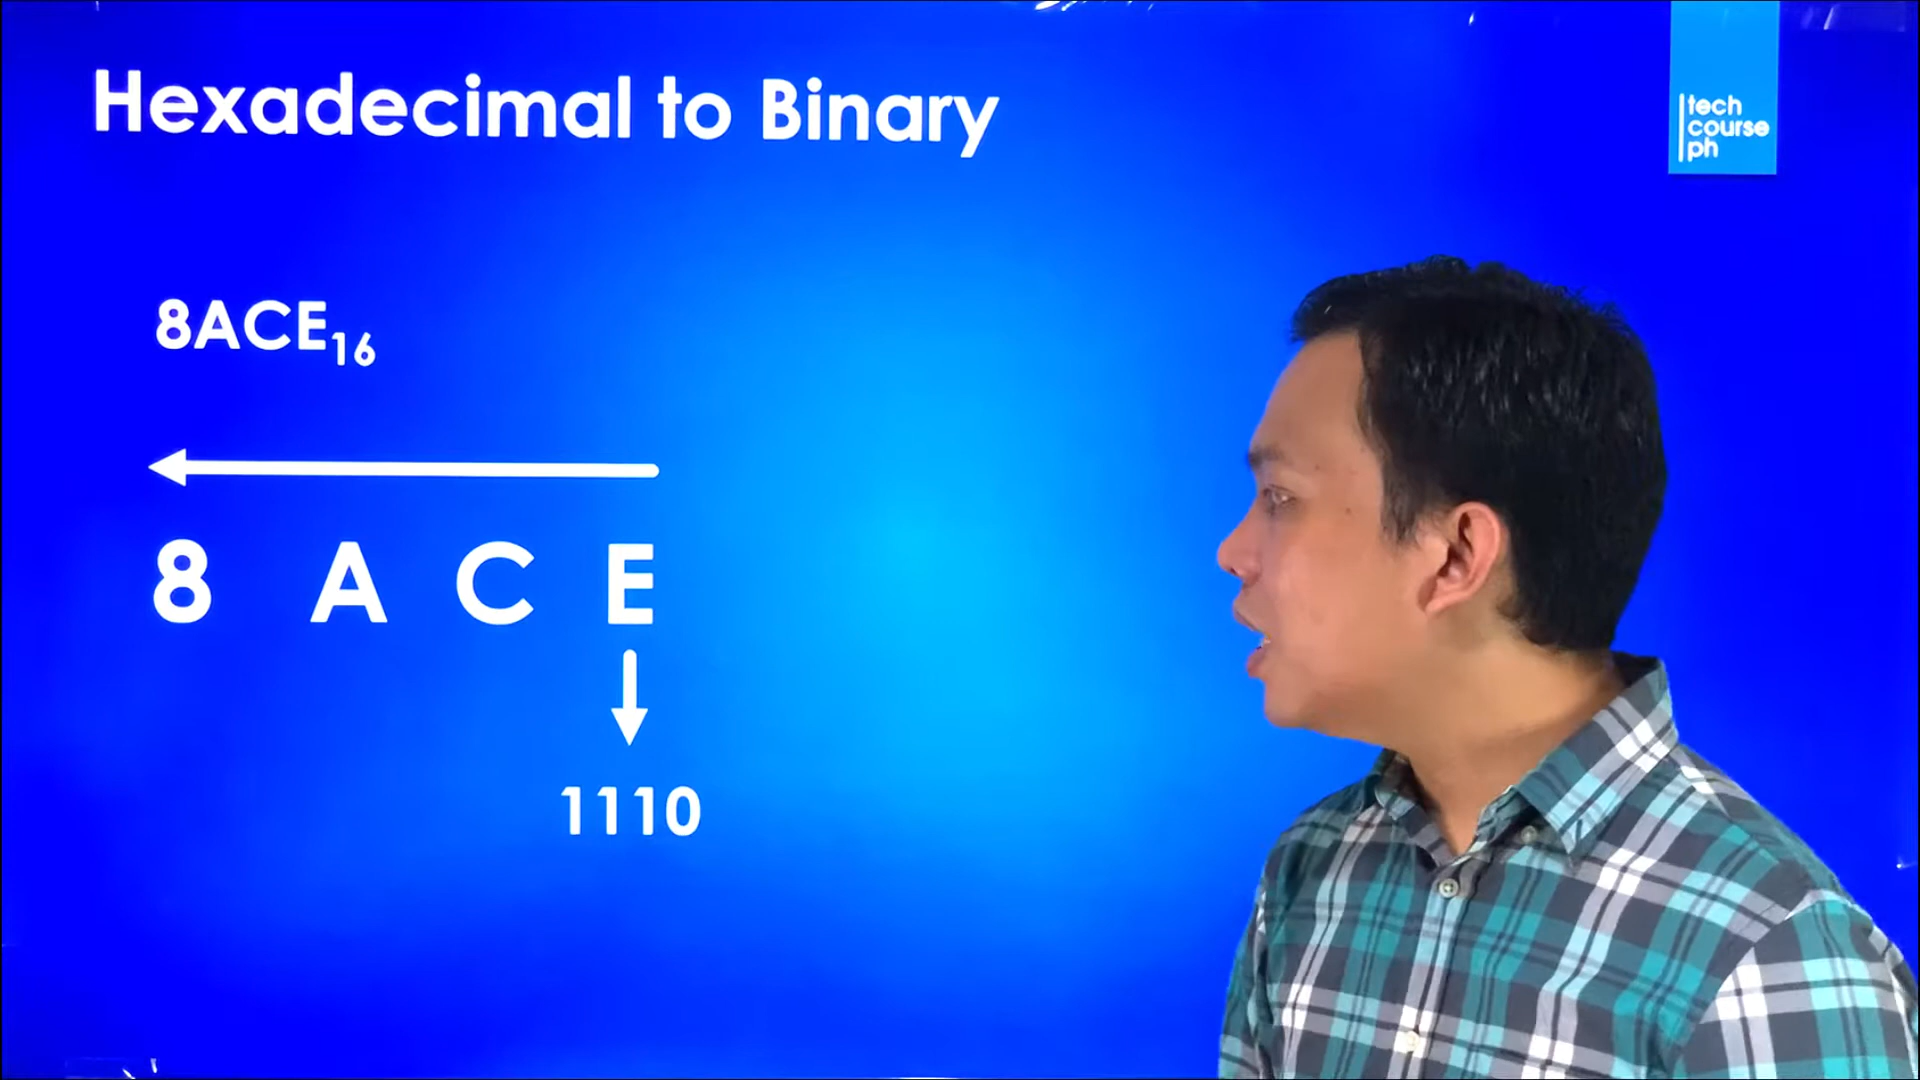 Hexadecimal to Binary
tech
course
ph
8ACE₁₆
8 A C E
1110